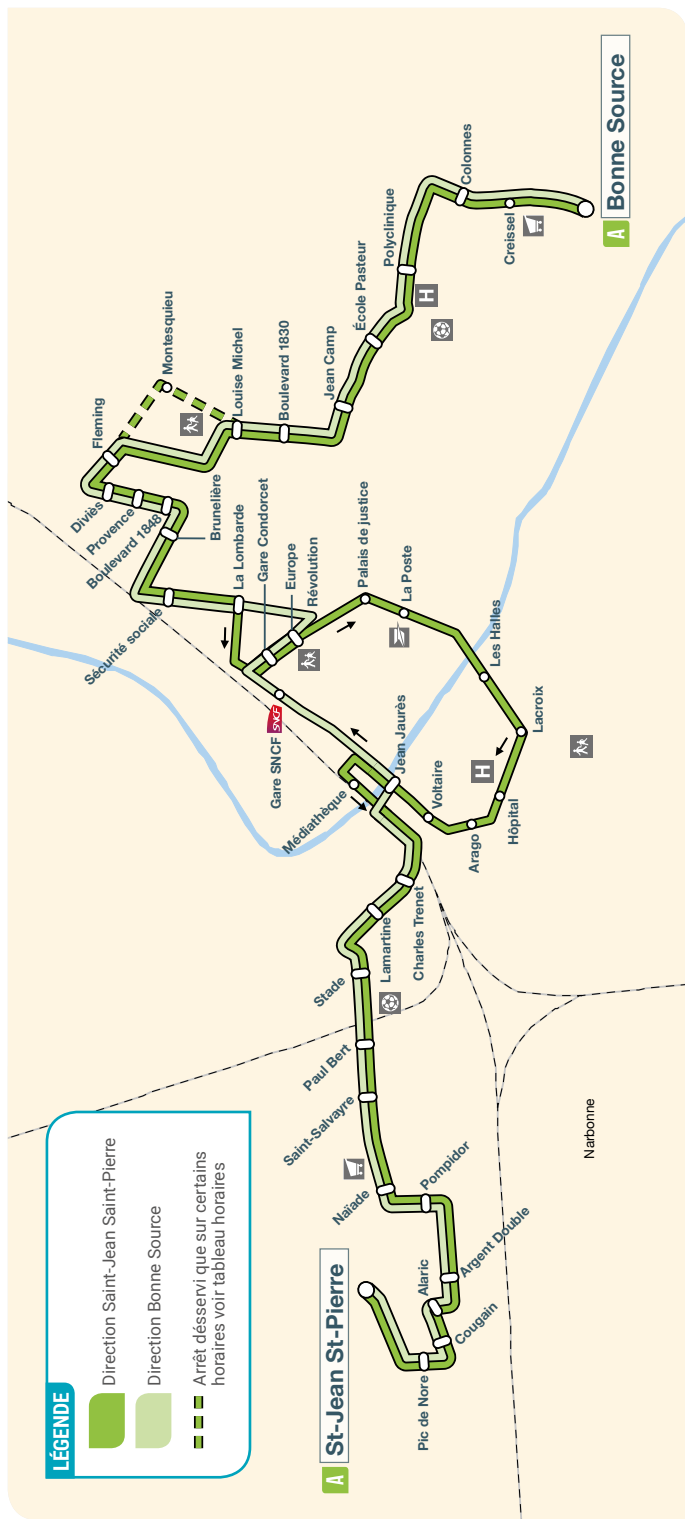 LÉGENDE
Direction Saint-Jean Saint-Pierre
Direction Bonne Source
Arrêt désservi que sur certains
horaires voir tableau horaires
A St-Jean St-Pierre
Pic de Nore
Cougain
Alaric
Argent Double
Pompidor
Naïade
Saint-Salvayre
Paul Bert
Stade
Lamartine
Charles Trenet
Médiathèque
Jean Jaurès
Voltaire
Arago
H
Hôpital
Lacroix
Les Halles
La Poste
Palais de justice
Gare SNCF
SNCF
Révolution
Europe
Gare Condorcet
La Lombarde
Sécurité sociale
Brunelière
Boulevard 1848
Provence
Diviès
Fleming
Montesquieu
Louise Michel
Boulevard 1830
Jean Camp
École Pasteur
H
Polyclinique
Colonnes
Creissel
A Bonne Source
Narbonne